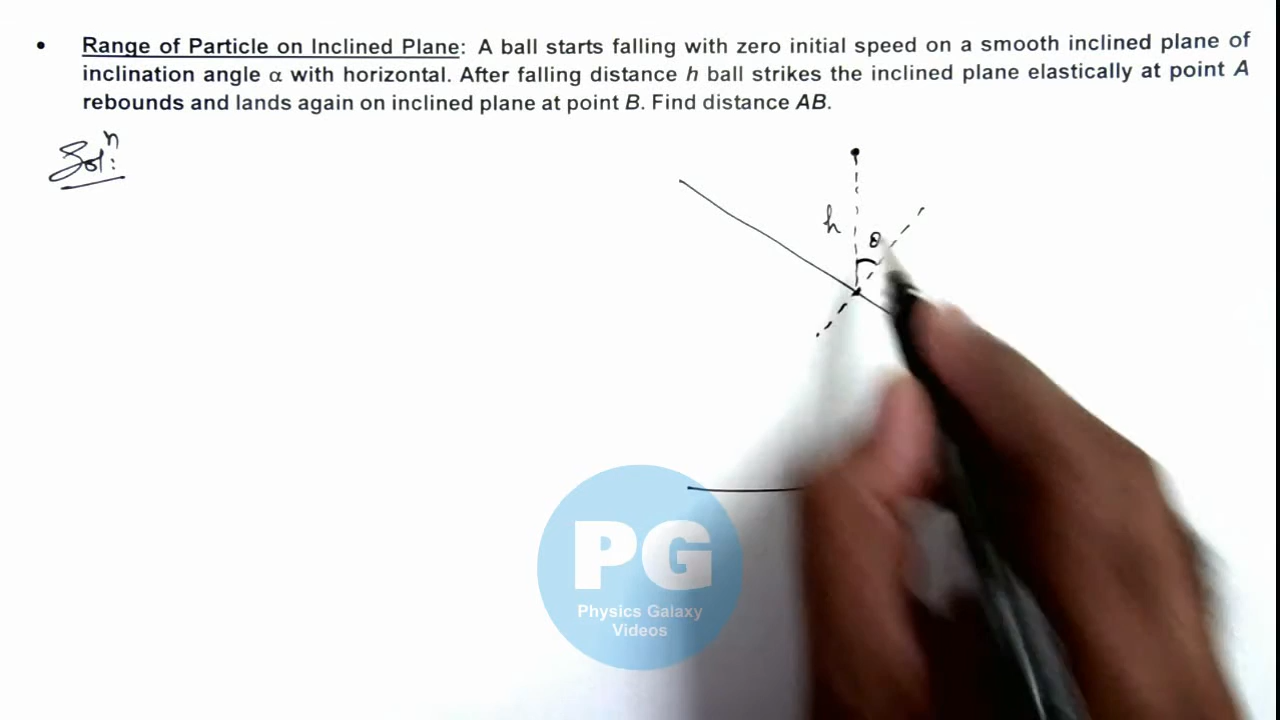 • Range of Particle on Inclined Plane: A ball starts falling with zero initial speed on a smooth inclined plane of
inclination angle α with horizontal. After falling distance h ball strikes the inclined plane elastically at point A
rebounds and lands again on inclined plane at point B. Find distance AB.
Solⁿ:
h
θ
PG
Physics Galaxy
Videos